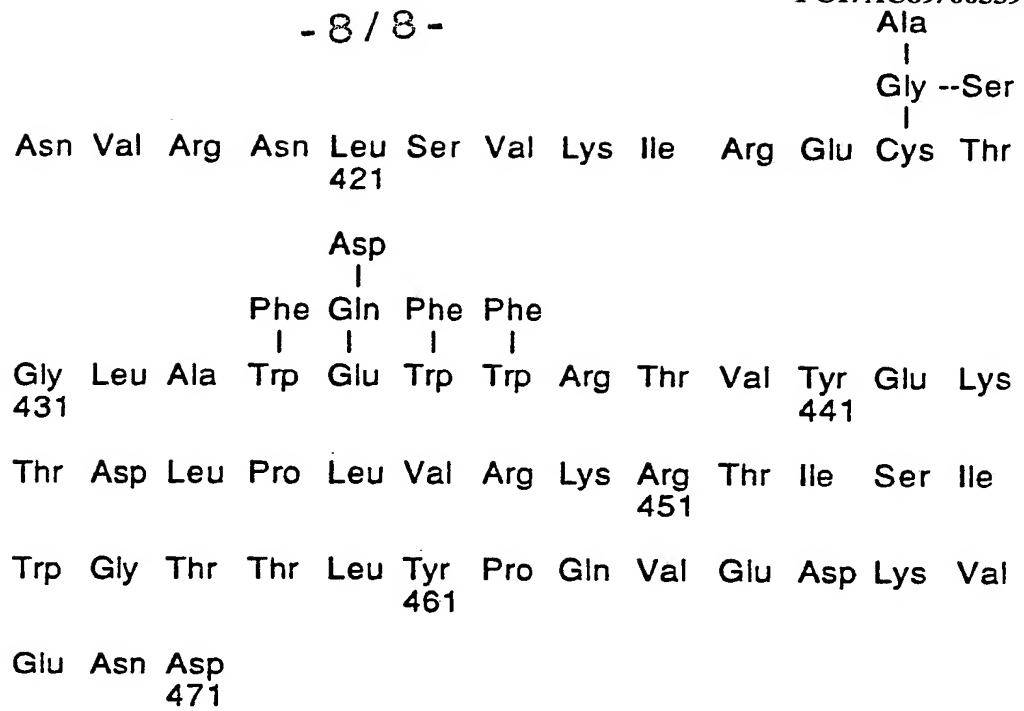 - 8 / 8 -
Ala
|
Gly --Ser
|
Asn Val Arg Asn Leu Ser Val Lys Ile Arg Glu Cys Thr
421
Asp
|
Phe Gln Phe Phe
| | | |
Gly Leu Ala Trp Glu Trp Trp Arg Thr Val Tyr Glu Lys
431 441
Thr Asp Leu Pro Leu Val Arg Lys Arg Thr Ile Ser Ile
451
Trp Gly Thr Thr Leu Tyr Pro Gln Val Glu Asp Lys Val
461
Glu Asn Asp
471